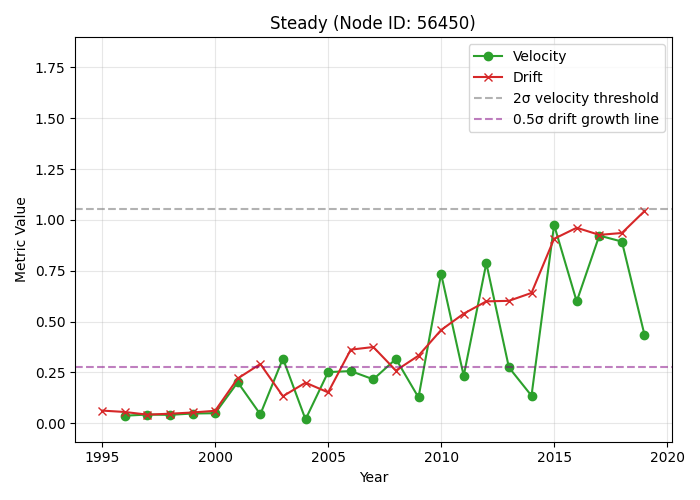 Steady (Node ID: 56450)
Velocity
Drift
2σ velocity threshold
0.5σ drift growth line
Metric Value
1.75
1.50
1.25
1.00
0.75
0.50
0.25
0.00
1995 2000 2005 2010 2015 2020
Year